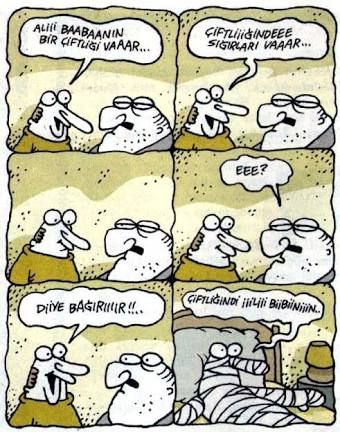 ALİİİ BAABAANIN
BİR ÇİFTLİĞİ VAAAR...
ÇİFTLİİİĞİNDEEE
SIĞIRLARI VAAAR...
EEE?
DİİYE BAĞIRIIIIR!!..
ÇİFTLİĞİNDİ İİİLİİİ BİİBİİNİİİN..